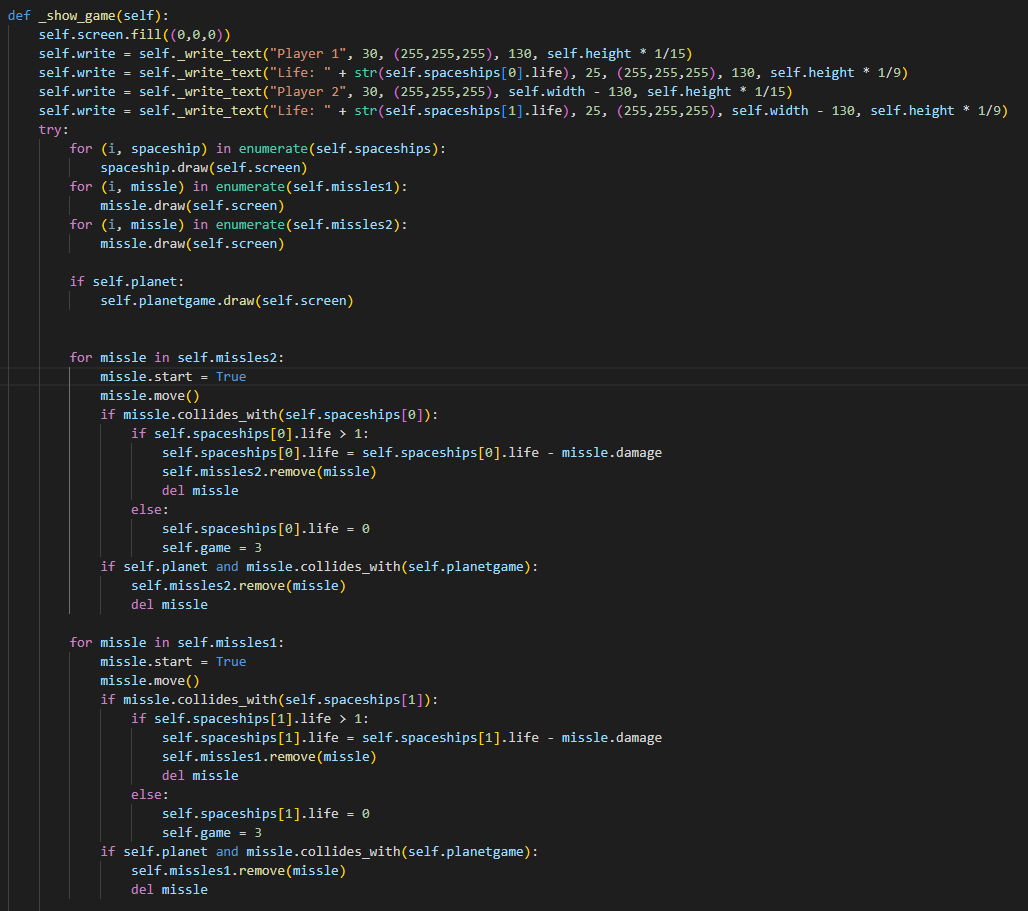 def _show_game(self):
    self.screen.fill((0,0,0))
    self.write = self._write_text("Player 1", 30, (255,255,255), 130, self.height * 1/15)
    self.write = self._write_text("Life: " + str(self.spaceships[0].life), 25, (255,255,255), 130, self.height * 1/9)
    self.write = self._write_text("Player 2", 30, (255,255,255), self.width - 130, self.height * 1/15)
    self.write = self._write_text("Life: " + str(self.spaceships[1].life), 25, (255,255,255), self.width - 130, self.height * 1/9)
    try:
        for (i, spaceship) in enumerate(self.spaceships):
            spaceship.draw(self.screen)
        for (i, missle) in enumerate(self.missles1):
            missle.draw(self.screen)
        for (i, missle) in enumerate(self.missles2):
            missle.draw(self.screen)

        if self.planet:
            self.planetgame.draw(self.screen)


        for missle in self.missles2:
            missle.start = True
            missle.move()
            if missle.collides_with(self.spaceships[0]):
                if self.spaceships[0].life > 1:
                    self.spaceships[0].life = self.spaceships[0].life - missle.damage
                    self.missles2.remove(missle)
                    del missle
                else:
                    self.spaceships[0].life = 0
                    self.game = 3
            if self.planet and missle.collides_with(self.planetgame):
                self.missles2.remove(missle)
                del missle

        for missle in self.missles1:
            missle.start = True
            missle.move()
            if missle.collides_with(self.spaceships[1]):
                if self.spaceships[1].life > 1:
                    self.spaceships[1].life = self.spaceships[1].life - missle.damage
                    self.missles1.remove(missle)
                    del missle
                else:
                    self.spaceships[1].life = 0
                    self.game = 3
            if self.planet and missle.collides_with(self.planetgame):
                self.missles1.remove(missle)
                del missle